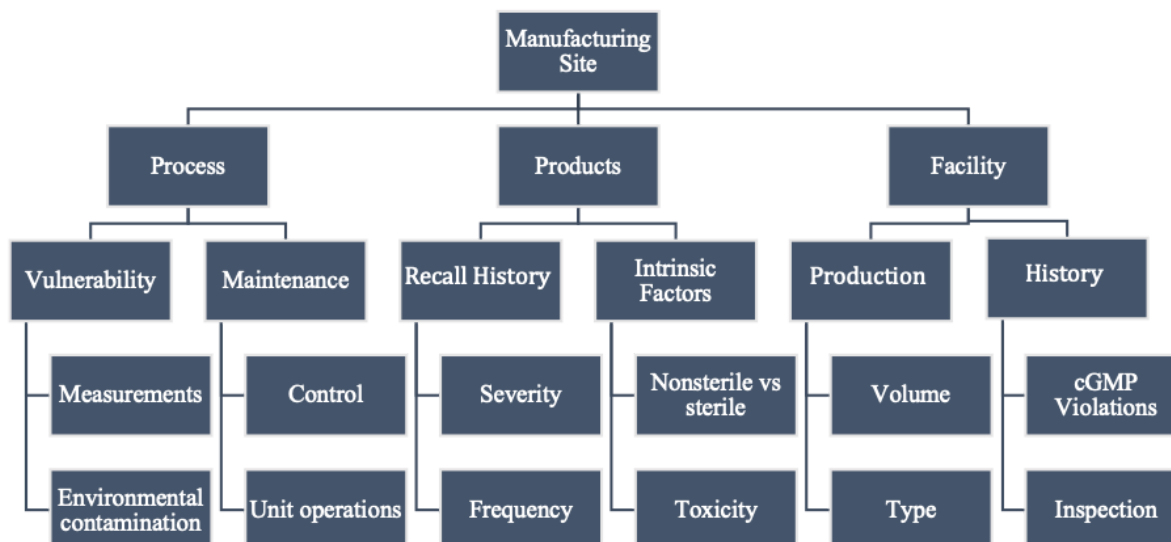 Manufacturing
Site
Process
Products
Facility
Vulnerability
Maintenance
Recall History
Intrinsic
Factors
Production
History
Measurements
Control
Severity
Nonsterile vs
sterile
Volume
cGMP
Violations
Environmental
contamination
Unit operations
Frequency
Toxicity
Type
Inspection